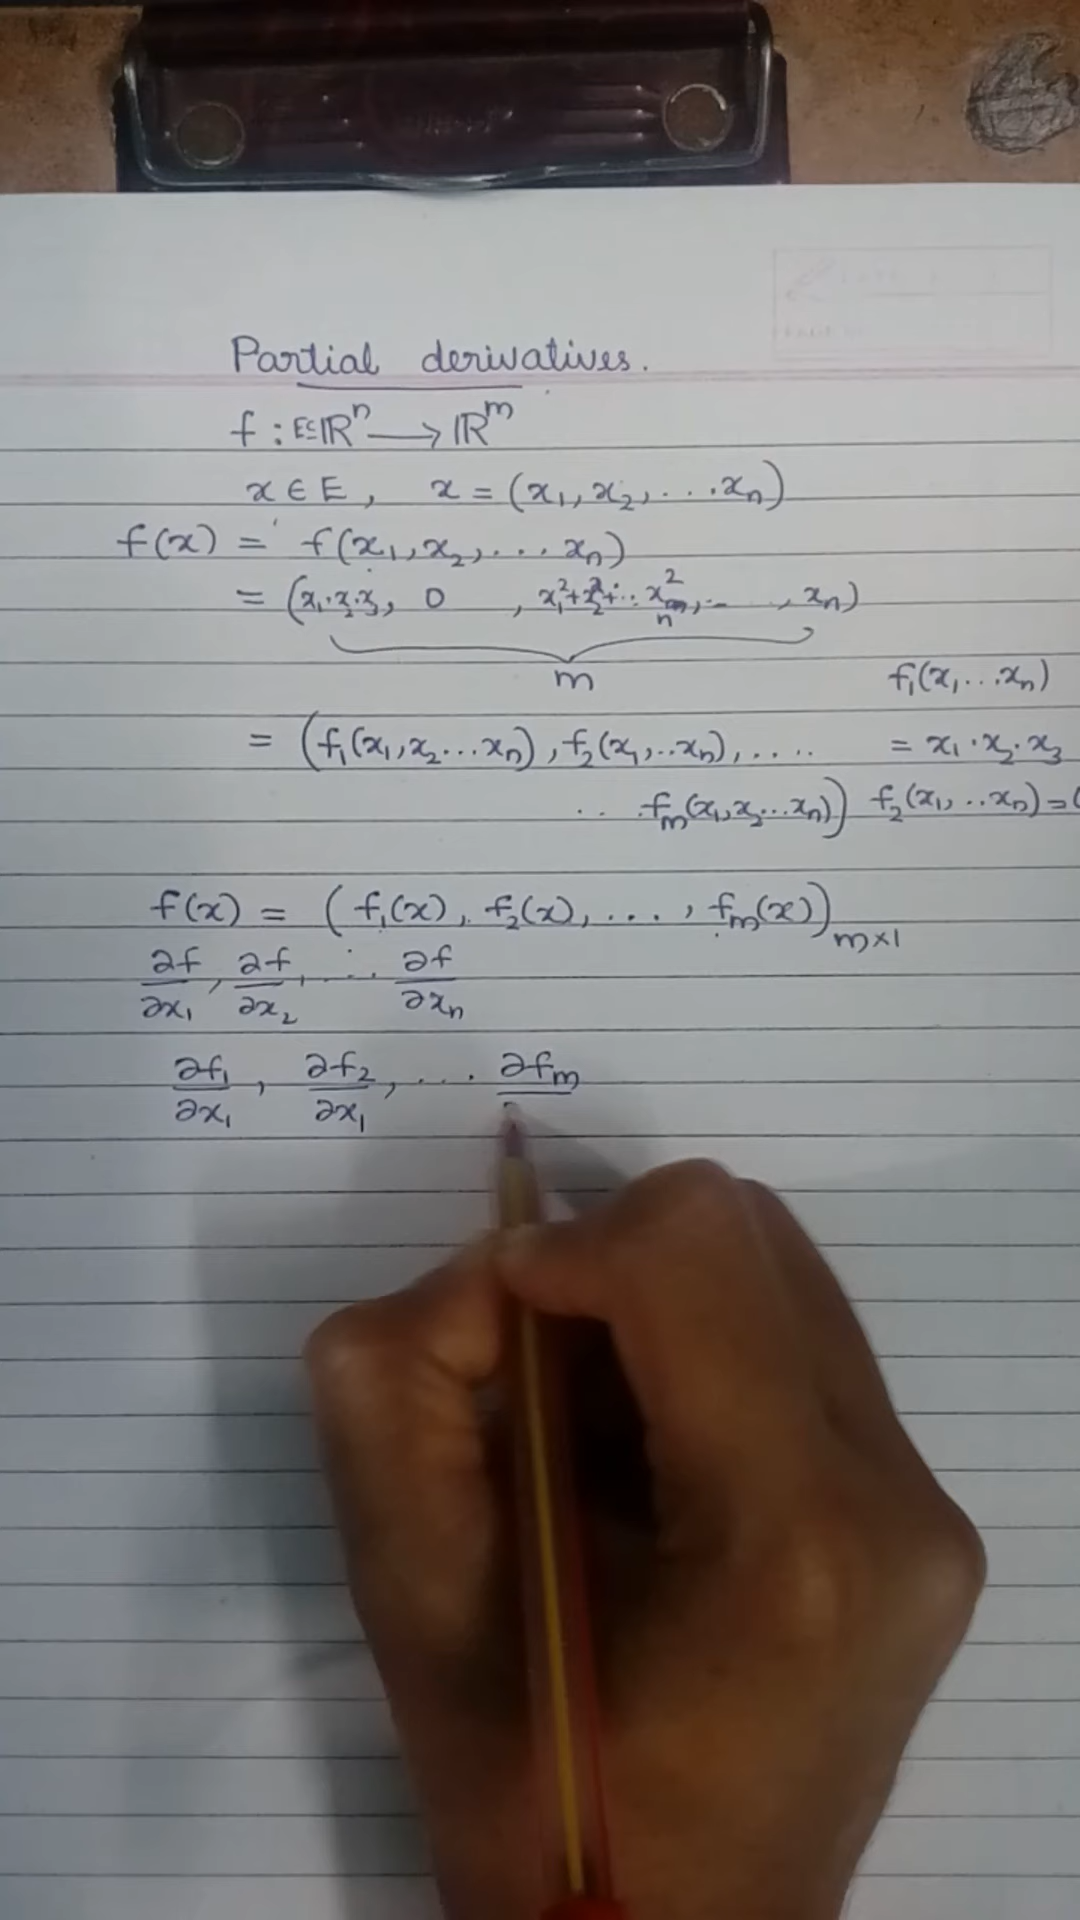 Partial derivatives.
f : E⊆ℝⁿ ⟶ ℝᵐ
x ∈ E, x = (x₁, x₂, ... xₙ)
f(x) = f(x₁, x₂, ... xₙ)
= (x₁·x₂·x₃, 0, x₁²+x₂²+... xₙ², ... , xₙ)
m
f₁(x₁...xₙ)
= (f₁(x₁, x₂...xₙ), f₂(x₁,..xₙ), .... = x₁·x₂·x₃
.. .fₘ(x₁,x₂...xₙ)) f₂(x₁,..xₙ)=0
f(x) = (f₁(x), f₂(x), ...., fₘ(x))ₘₓ₁
∂f/∂x₁, ∂f/∂x₂, ... ∂f/∂xₙ
∂f₁/∂x₁, ∂f₂/∂x₁, ... ∂fₘ/